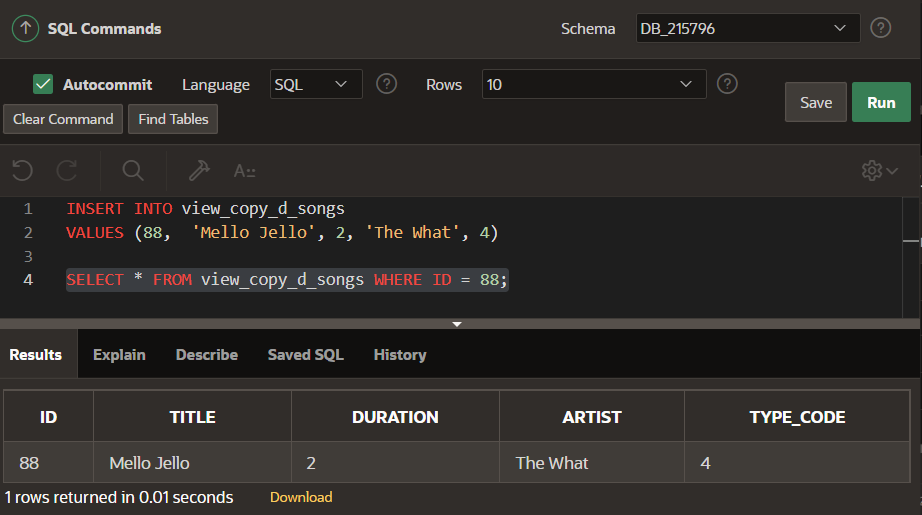 SQL Commands Schema DB_215796
Autocommit Language SQL Rows 10
Save Run
Clear Command Find Tables
A::
1 INSERT INTO view_copy_d_songs
2 VALUES (88,  'Mello Jello', 2, 'The What', 4)
3
4 SELECT * FROM view_copy_d_songs WHERE ID = 88;
Results Explain Describe Saved SQL History
ID TITLE DURATION ARTIST TYPE_CODE
88 Mello Jello 2 The What 4
1 rows returned in 0.01 seconds Download